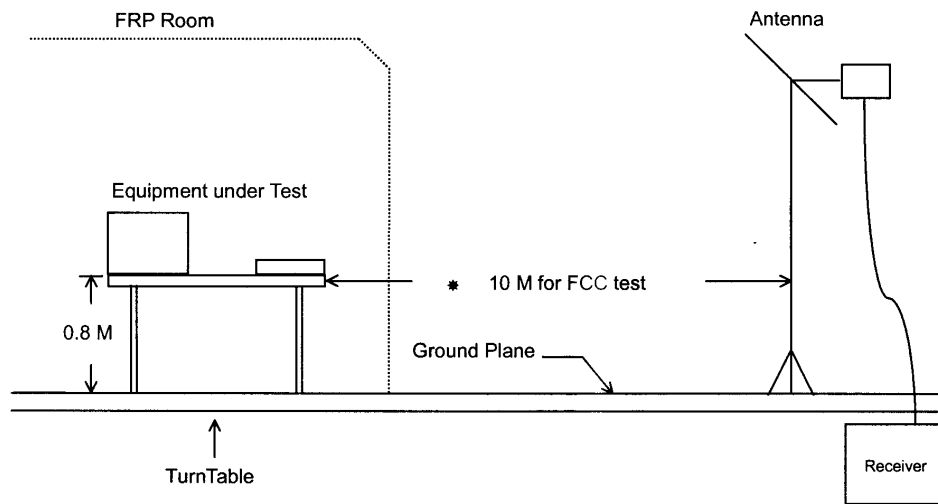 FRP Room
Antenna
Equipment under Test
* 10 M for FCC test
0.8 M
Ground Plane
TurnTable
Receiver